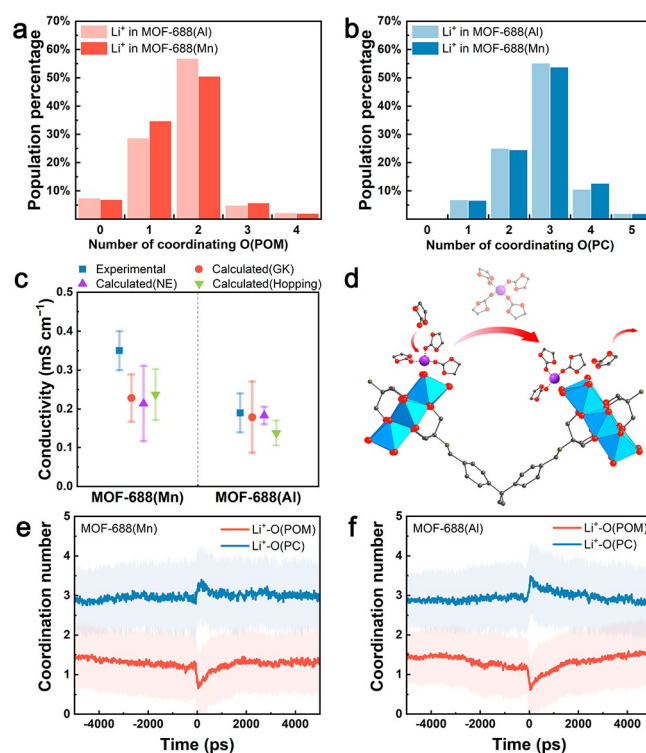 a
Li⁺ in MOF-688(Al)
Li⁺ in MOF-688(Mn)
Population percentage
70%
60%
50%
40%
30%
20%
10%
0 1 2 3 4
Number of coordinating O(POM)
b
Li⁺ in MOF-688(Al)
Li⁺ in MOF-688(Mn)
Population percentage
70%
60%
50%
40%
30%
20%
10%
0 1 2 3 4 5
Number of coordinating O(PC)
c
Experimental Calculated(GK)
Calculated(NE) Calculated(Hopping)
Conductivity (mS cm⁻¹)
0.5
0.4
0.3
0.2
0.1
0.0
MOF-688(Mn) MOF-688(Al)
d
e
MOF-688(Mn)
Li⁺-O(POM)
Li⁺-O(PC)
Coordination number
5
4
3
2
1
0
-4000 -2000 0 2000 4000
Time (ps)
f
MOF-688(Al)
Li⁺-O(POM)
Li⁺-O(PC)
Coordination number
5
4
3
2
1
0
-4000 -2000 0 2000 4000
Time (ps)